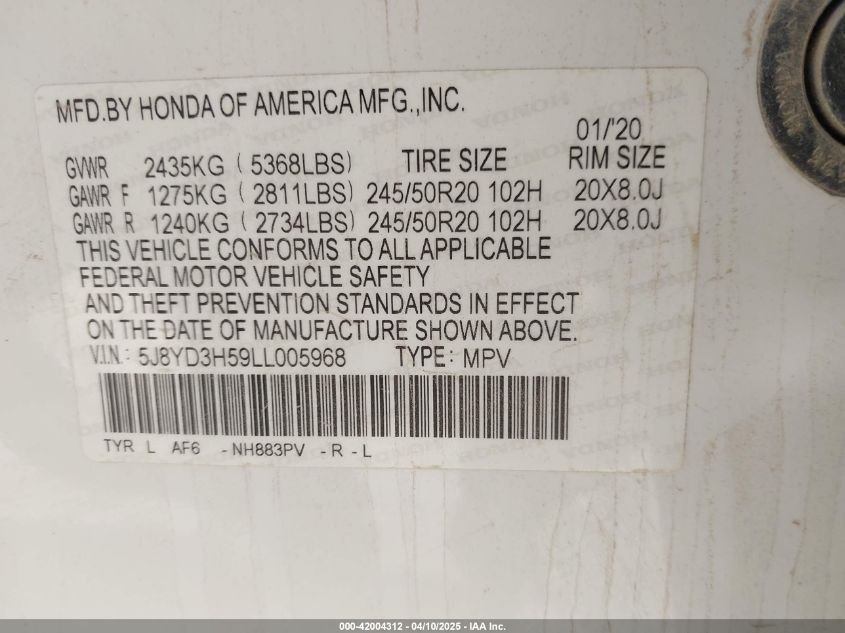 MFD.BY HONDA OF AMERICA MFG.,INC.
01/'20
GVWR 2435KG ( 5368LBS) TIRE SIZE RIM SIZE
GAWR F 1275KG ( 2811LBS) 245/50R20 102H 20X8.0J
GAWR R 1240KG ( 2734LBS) 245/50R20 102H 20X8.0J
THIS VEHICLE CONFORMS TO ALL APPLICABLE
FEDERAL MOTOR VEHICLE SAFETY
AND THEFT PREVENTION STANDARDS IN EFFECT
ON THE DATE OF MANUFACTURE SHOWN ABOVE.
V.I.N.: 5J8YD3H59LL005968 TYPE: MPV
TYR L AF6 -NH883PV -R -L
000-42004312 - 04/10/2025 - IAA Inc.